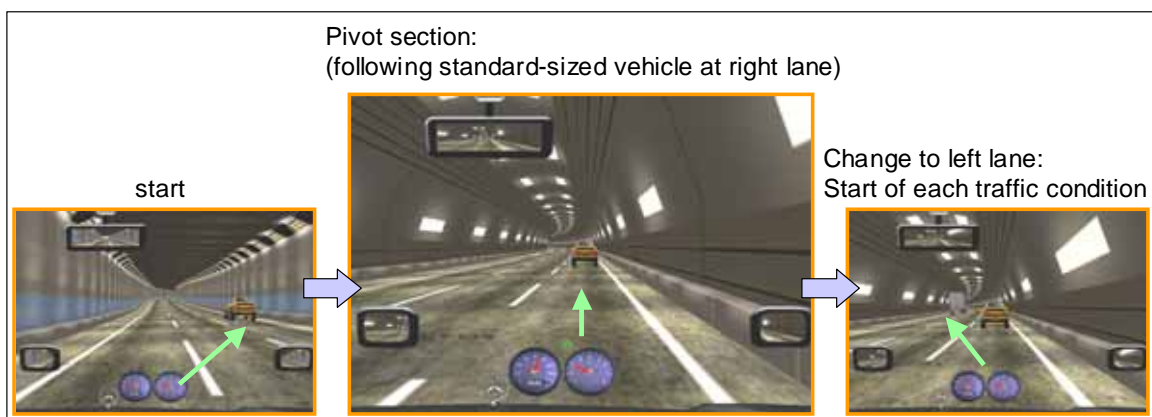 Pivot section:
(following standard-sized vehicle at right lane)
Change to left lane:
Start of each traffic condition
start